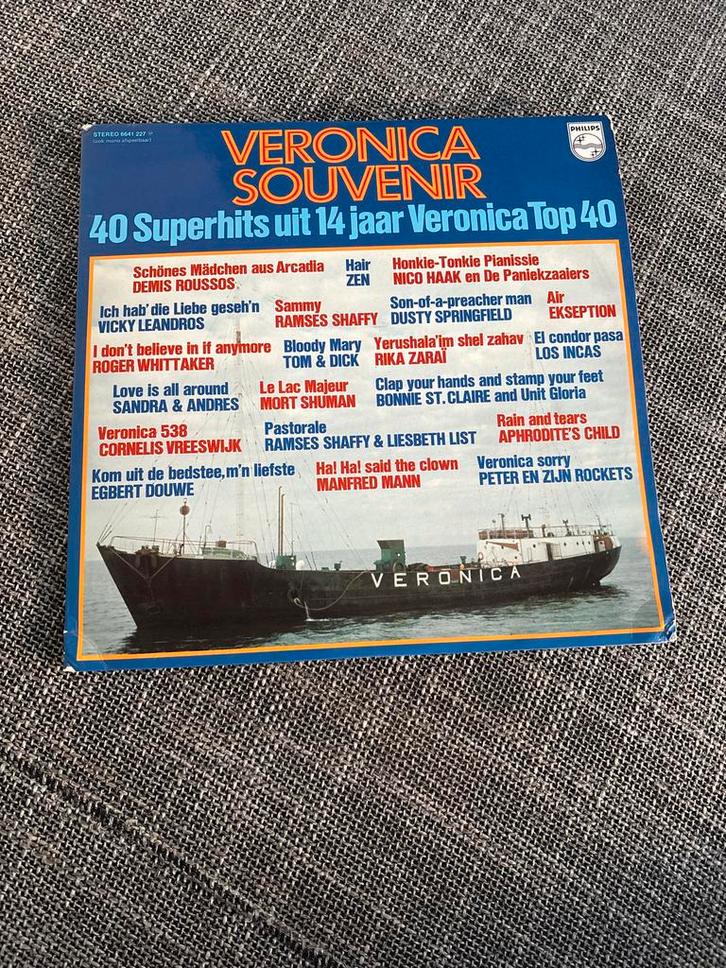 STEREO 6641 227
(ook mono afspeelbaar)
PHILIPS
VERONICA
SOUVENIR
40 Superhits uit 14 jaar Veronica Top 40
Schönes Mädchen aus Arcadia
DEMIS ROUSSOS
Hair
ZEN
Honkie-Tonkie Pianissie
NICO HAAK en De Paniekzaaiers
Ich hab' die Liebe geseh'n
VICKY LEANDROS
Sammy
RAMSES SHAFFY
Son-of-a-preacher man
DUSTY SPRINGFIELD
Air
EKSEPTION
I don't believe in if anymore
ROGER WHITTAKER
Bloody Mary
TOM & DICK
Yerushala'im shel zahav
RIKA ZARAÏ
El condor pasa
LOS INCAS
Love is all around
SANDRA & ANDRES
Le Lac Majeur
MORT SHUMAN
Clap your hands and stamp your feet
BONNIE ST. CLAIRE and Unit Gloria
Veronica 538
CORNELIS VREESWIJK
Pastorale
RAMSES SHAFFY & LIESBETH LIST
Rain and tears
APHRODITE'S CHILD
Kom uit de bedstee, m'n liefste
EGBERT DOUWE
Ha! Ha! said the clown
MANFRED MANN
Veronica sorry
PETER EN ZIJN ROCKETS
VERONICA